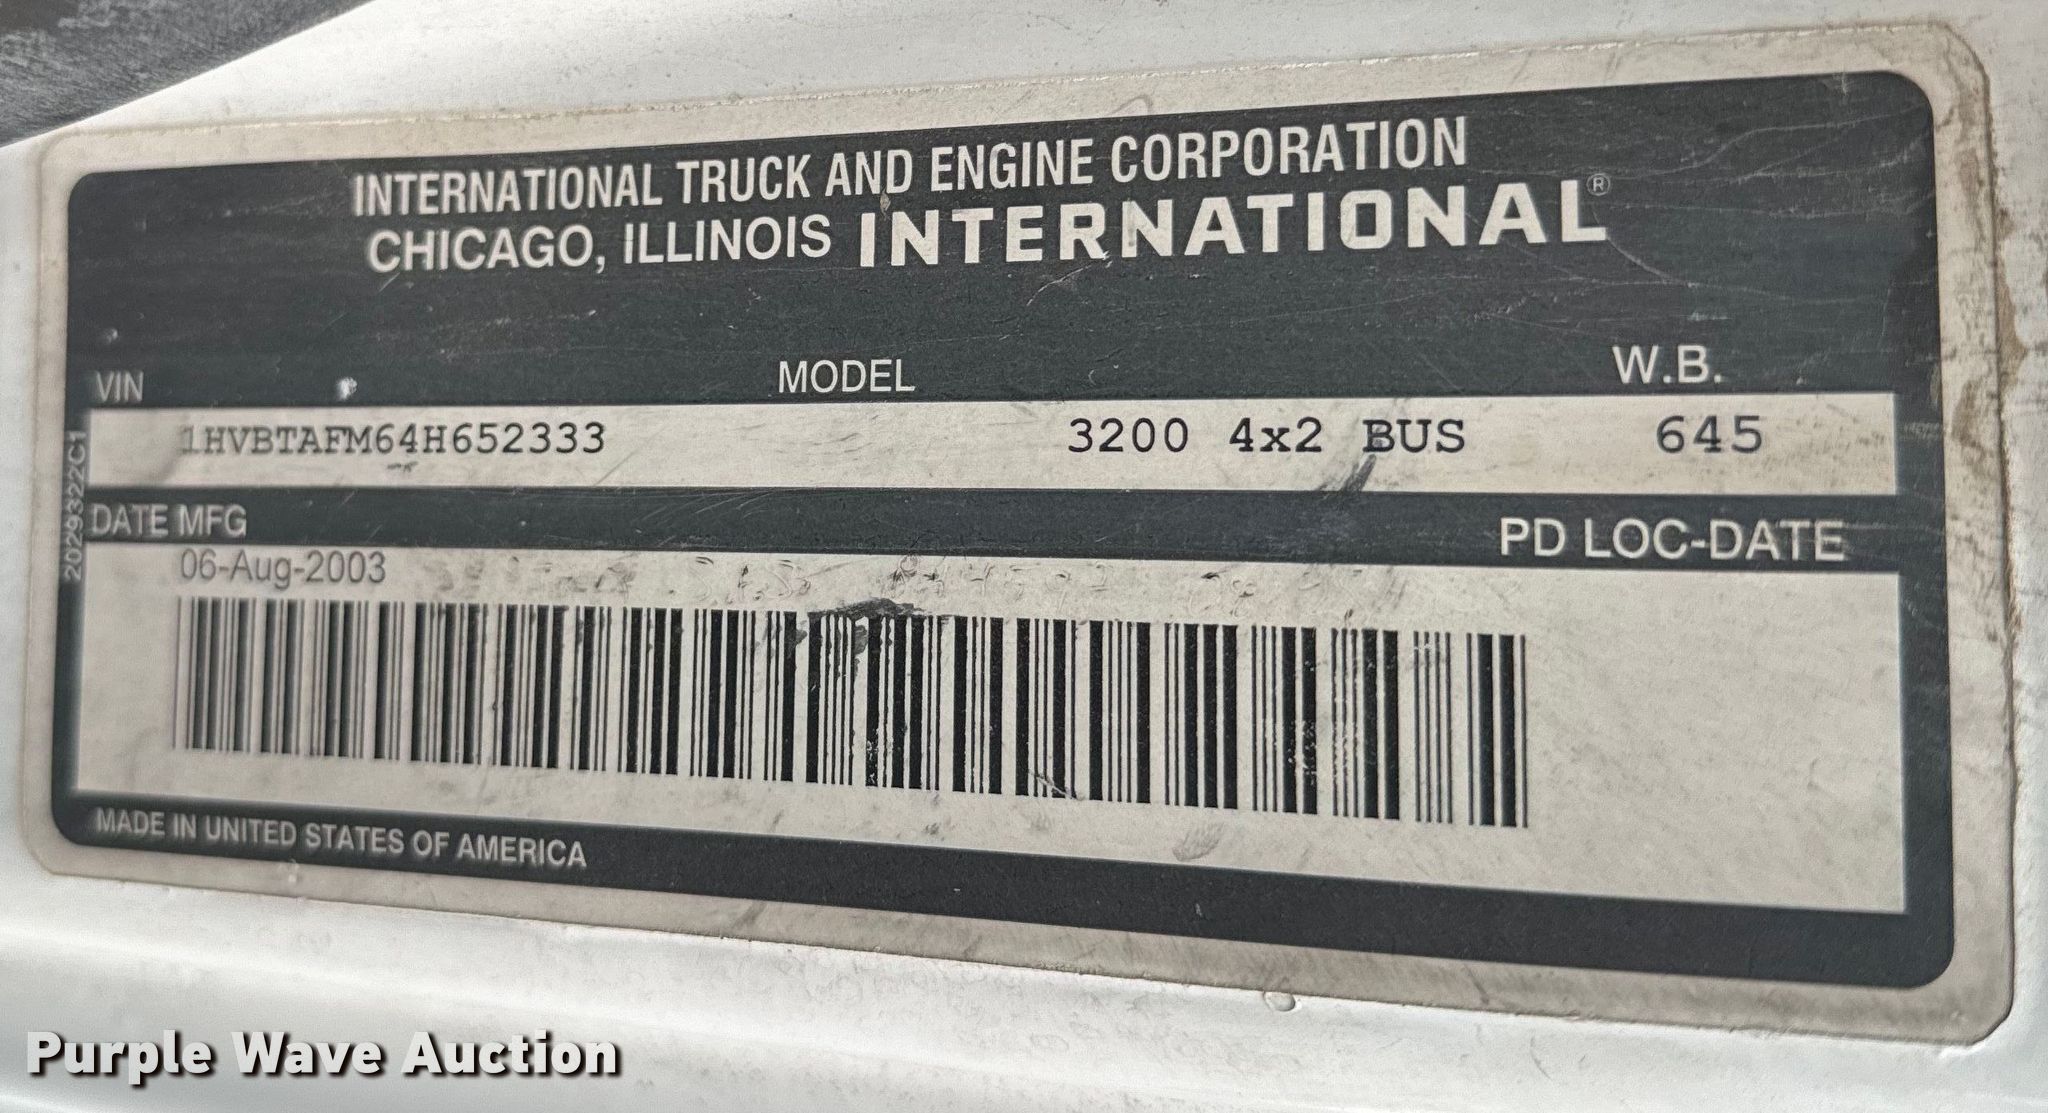 INTERNATIONAL TRUCK AND ENGINE CORPORATION
CHICAGO, ILLINOIS INTERNATIONAL®
VIN MODEL W.B.
1HVBTAFM64H652333 3200 4x2 BUS 645
DATE MFG PD LOC-DATE
06-Aug-2003
2029322C1
MADE IN UNITED STATES OF AMERICA
Purple Wave Auction